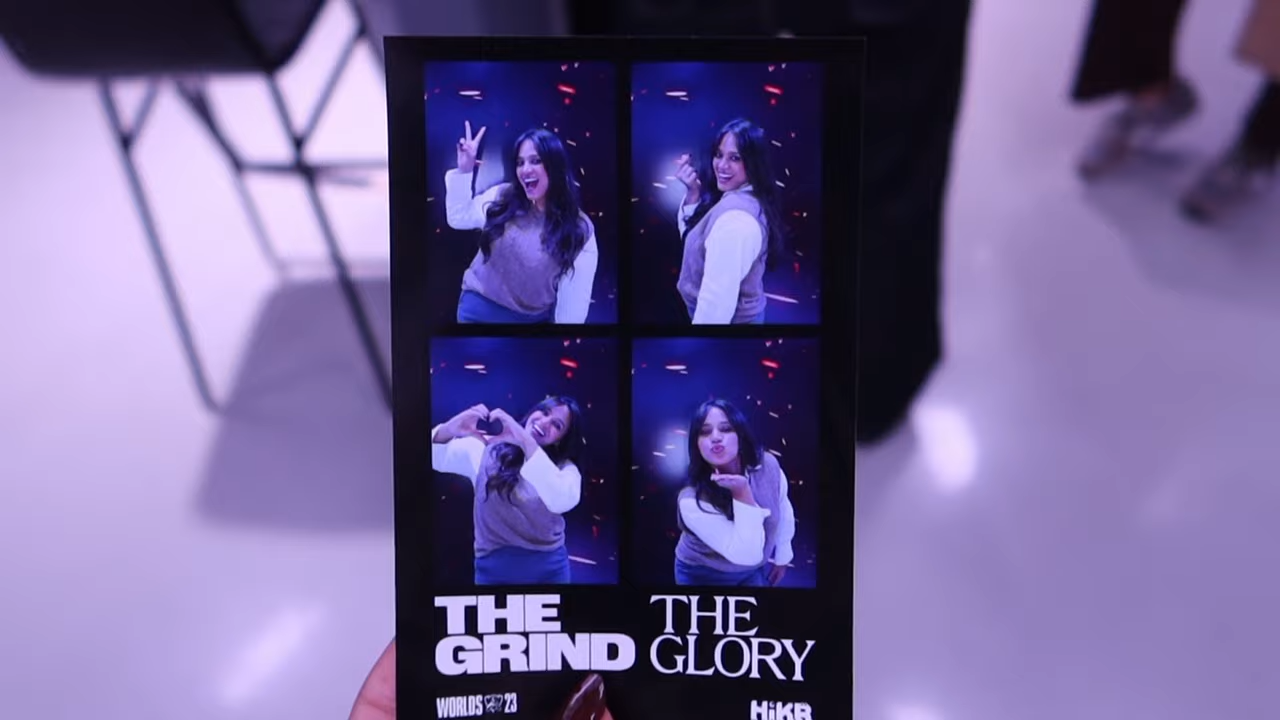 THE
GRIND
THE
GLORY
WORLDS 23
HiKR